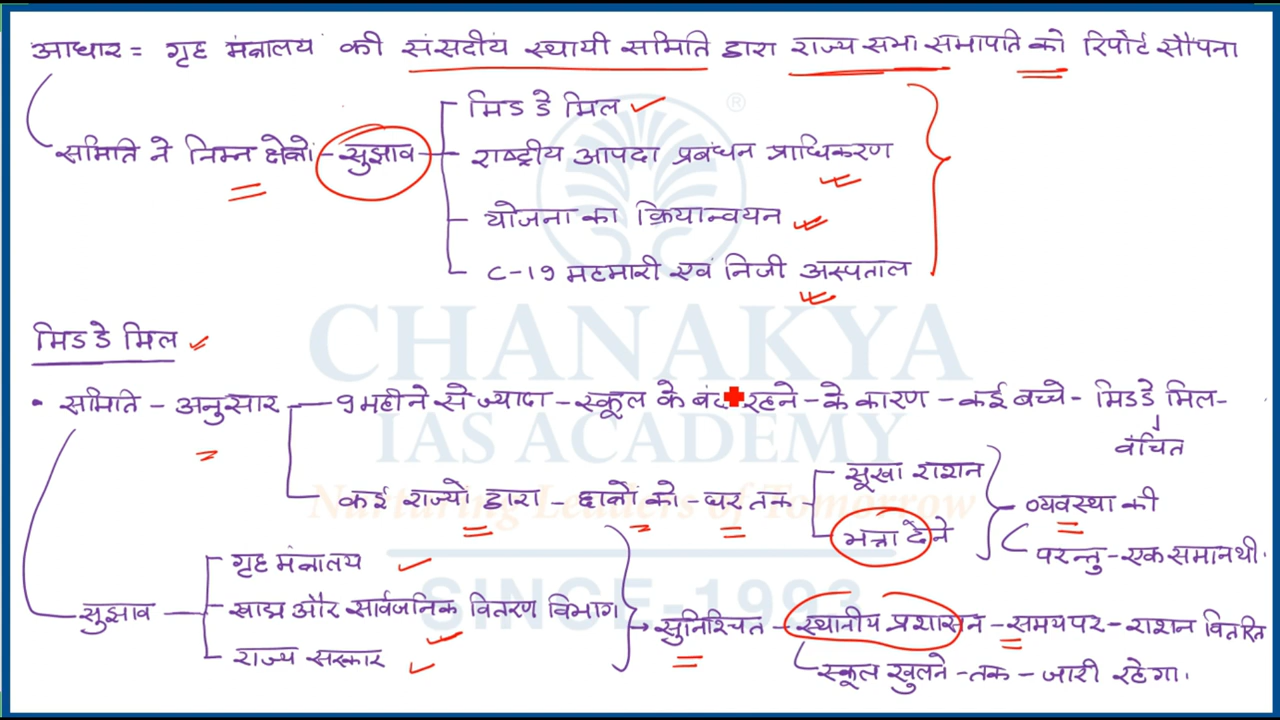 आधार = गृह मंत्रालय की संसदीय स्थायी समिति द्वारा राज्य सभा सभापति को रिपोर्ट सौंपना
समिति ने निम्न क्षेत्रों - सुझाव
मिड डे मिल
राष्ट्रीय आपदा प्रबंधन प्राधिकरण
योजना का क्रियान्वयन
C-19 महमारी एवं निजी अस्पताल
मिड डे मिल
• समिति - अनुसार
9 महीने से ज्यादा - स्कूल के बंद रहने - के कारण - कई बच्चे - मिड डे मिल -
वंचित
कई राज्यों द्वारा - छात्रों को - घर तक
सूखा राशन
भत्ता देने
व्यवस्था की
परन्तु - एक समान थी.
सुझाव
गृह मंत्रालय
खाद्य और सार्वजनिक वितरण विभाग
राज्य सरकार
सुनिश्चित - स्थानीय प्रशासन - समय पर - राशन वितरित
स्कूल खुलने - तक - जारी रहेगा.
CHANAKYA
IAS ACADEMY
Nurturing Leaders of Tomorrow
SINCE-1993